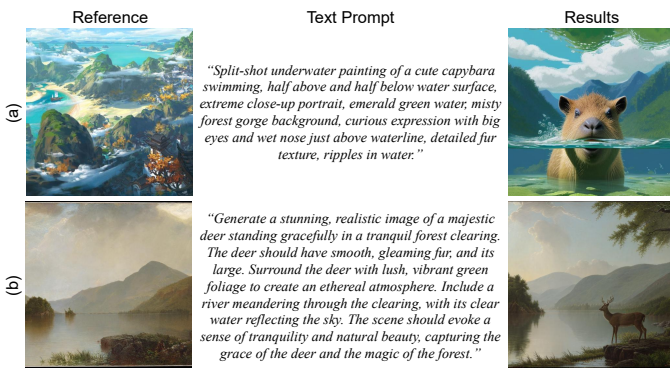 Reference Text Prompt Results
(a)
“Split-shot underwater painting of a cute capybara
swimming, half above and half below water surface,
extreme close-up portrait, emerald green water, misty
forest gorge background, curious expression with big
eyes and wet nose just above waterline, detailed fur
texture, ripples in water.”
(b)
“Generate a stunning, realistic image of a majestic
deer standing gracefully in a tranquil forest clearing.
The deer should have smooth, gleaming fur, and its
large. Surround the deer with lush, vibrant green
foliage to create an ethereal atmosphere. Include a
river meandering through the clearing, with its clear
water reflecting the sky. The scene should evoke a
sense of tranquility and natural beauty, capturing the
grace of the deer and the magic of the forest.”